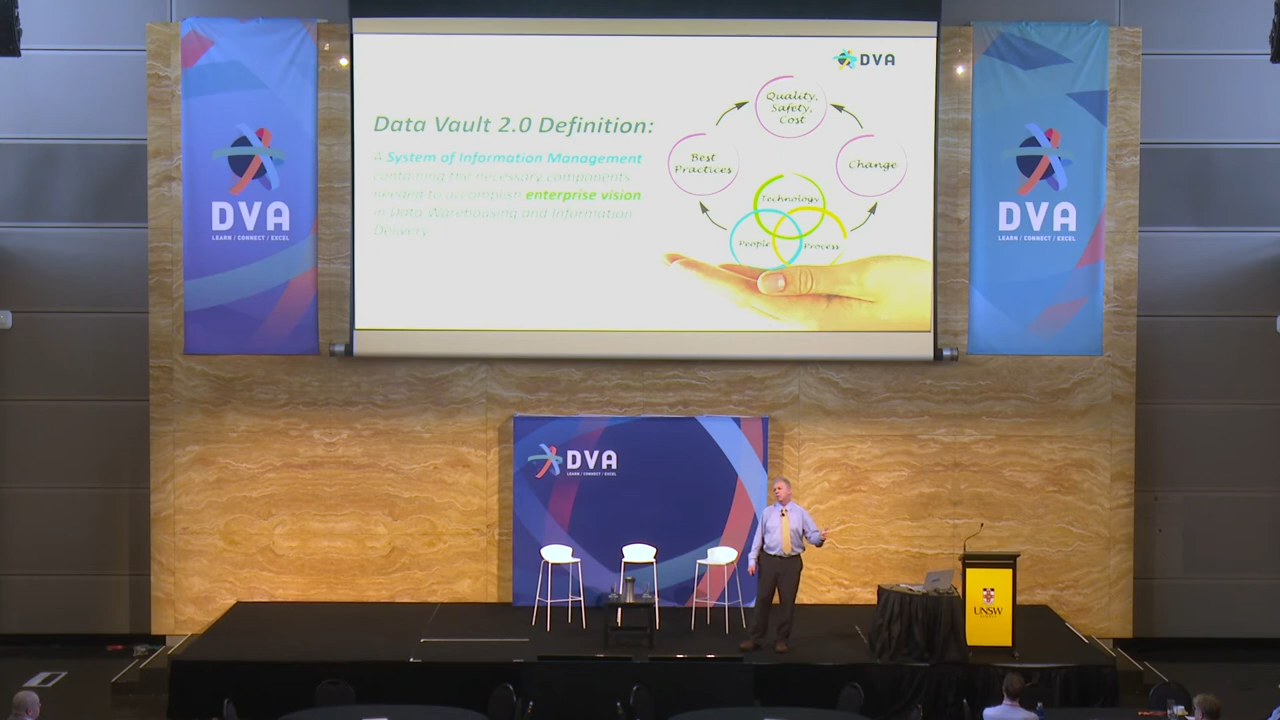 DVA
Data Vault 2.0 Definition:
A System of Information Management
containing the necessary components
needed to accomplish enterprise vision
in Data Warehousing and Information
Delivery
Quality,
Safety,
Cost
Best
Practices
Change
Technology
People
Process
DVA
LEARN / CONNECT / EXCEL
DVA
LEARN / CONNECT / EXCEL
DVA
LEARN / CONNECT / EXCEL
UNSW